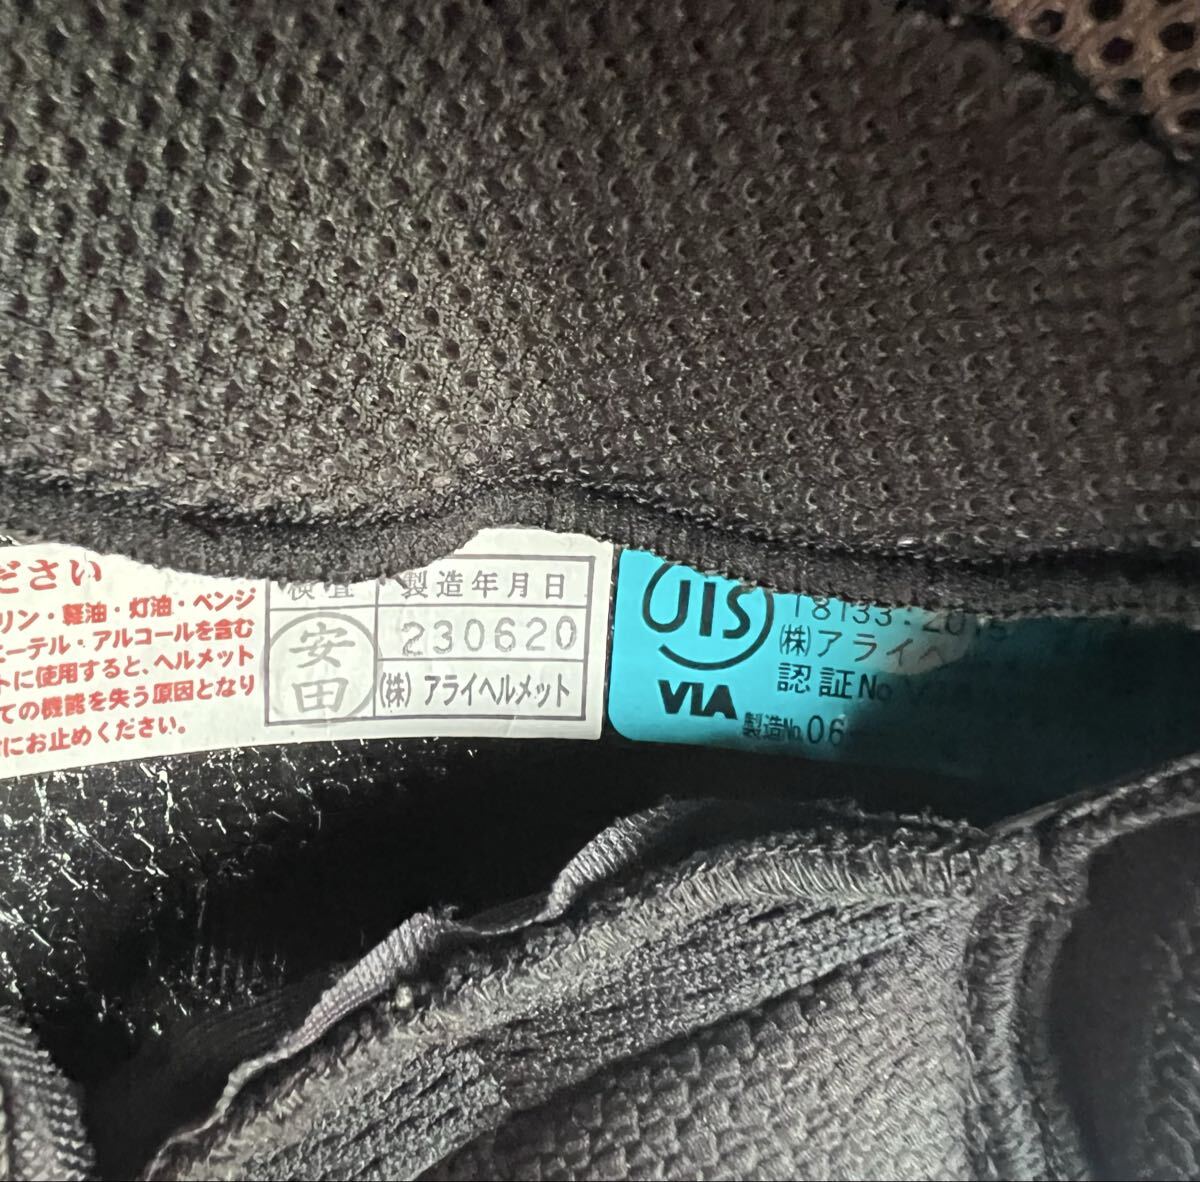 ださい
リン・軽油・灯油・ベンジ
エーテル・アルコールを含む
トに使用すると、ヘルメット
ての機能を失う原因となり
にお止めください。
検査
製造年月日
安田
230620
(株) アライヘルメット
JIS
T8133:2015
(株)アライヘ
VIA
認証No.
製造No.06